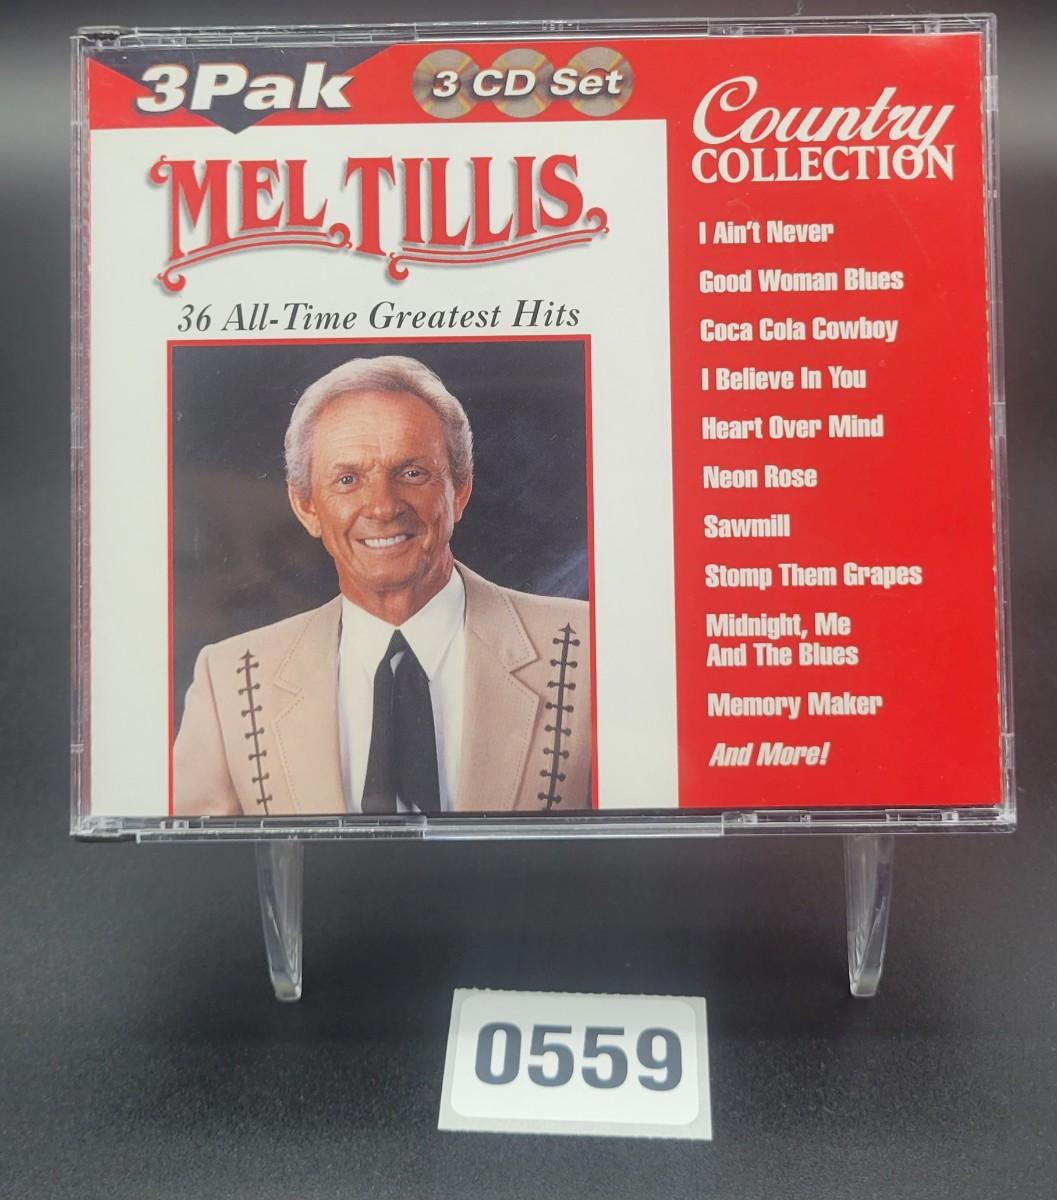 3Pak
3 CD Set
Country
COLLECTION
MEL TILLIS
36 All-Time Greatest Hits
I Ain't Never
Good Woman Blues
Coca Cola Cowboy
I Believe In You
Heart Over Mind
Neon Rose
Sawmill
Stomp Them Grapes
Midnight, Me
And The Blues
Memory Maker
And More!
0559